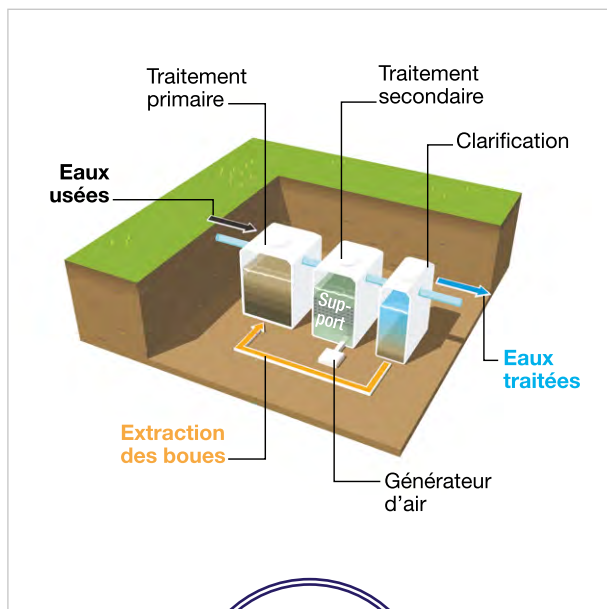 Traitement
primaire
Traitement
secondaire
Clarification
Eaux
usées
Sup-
port
Eaux
traitées
Extraction
des boues
Générateur
d’air